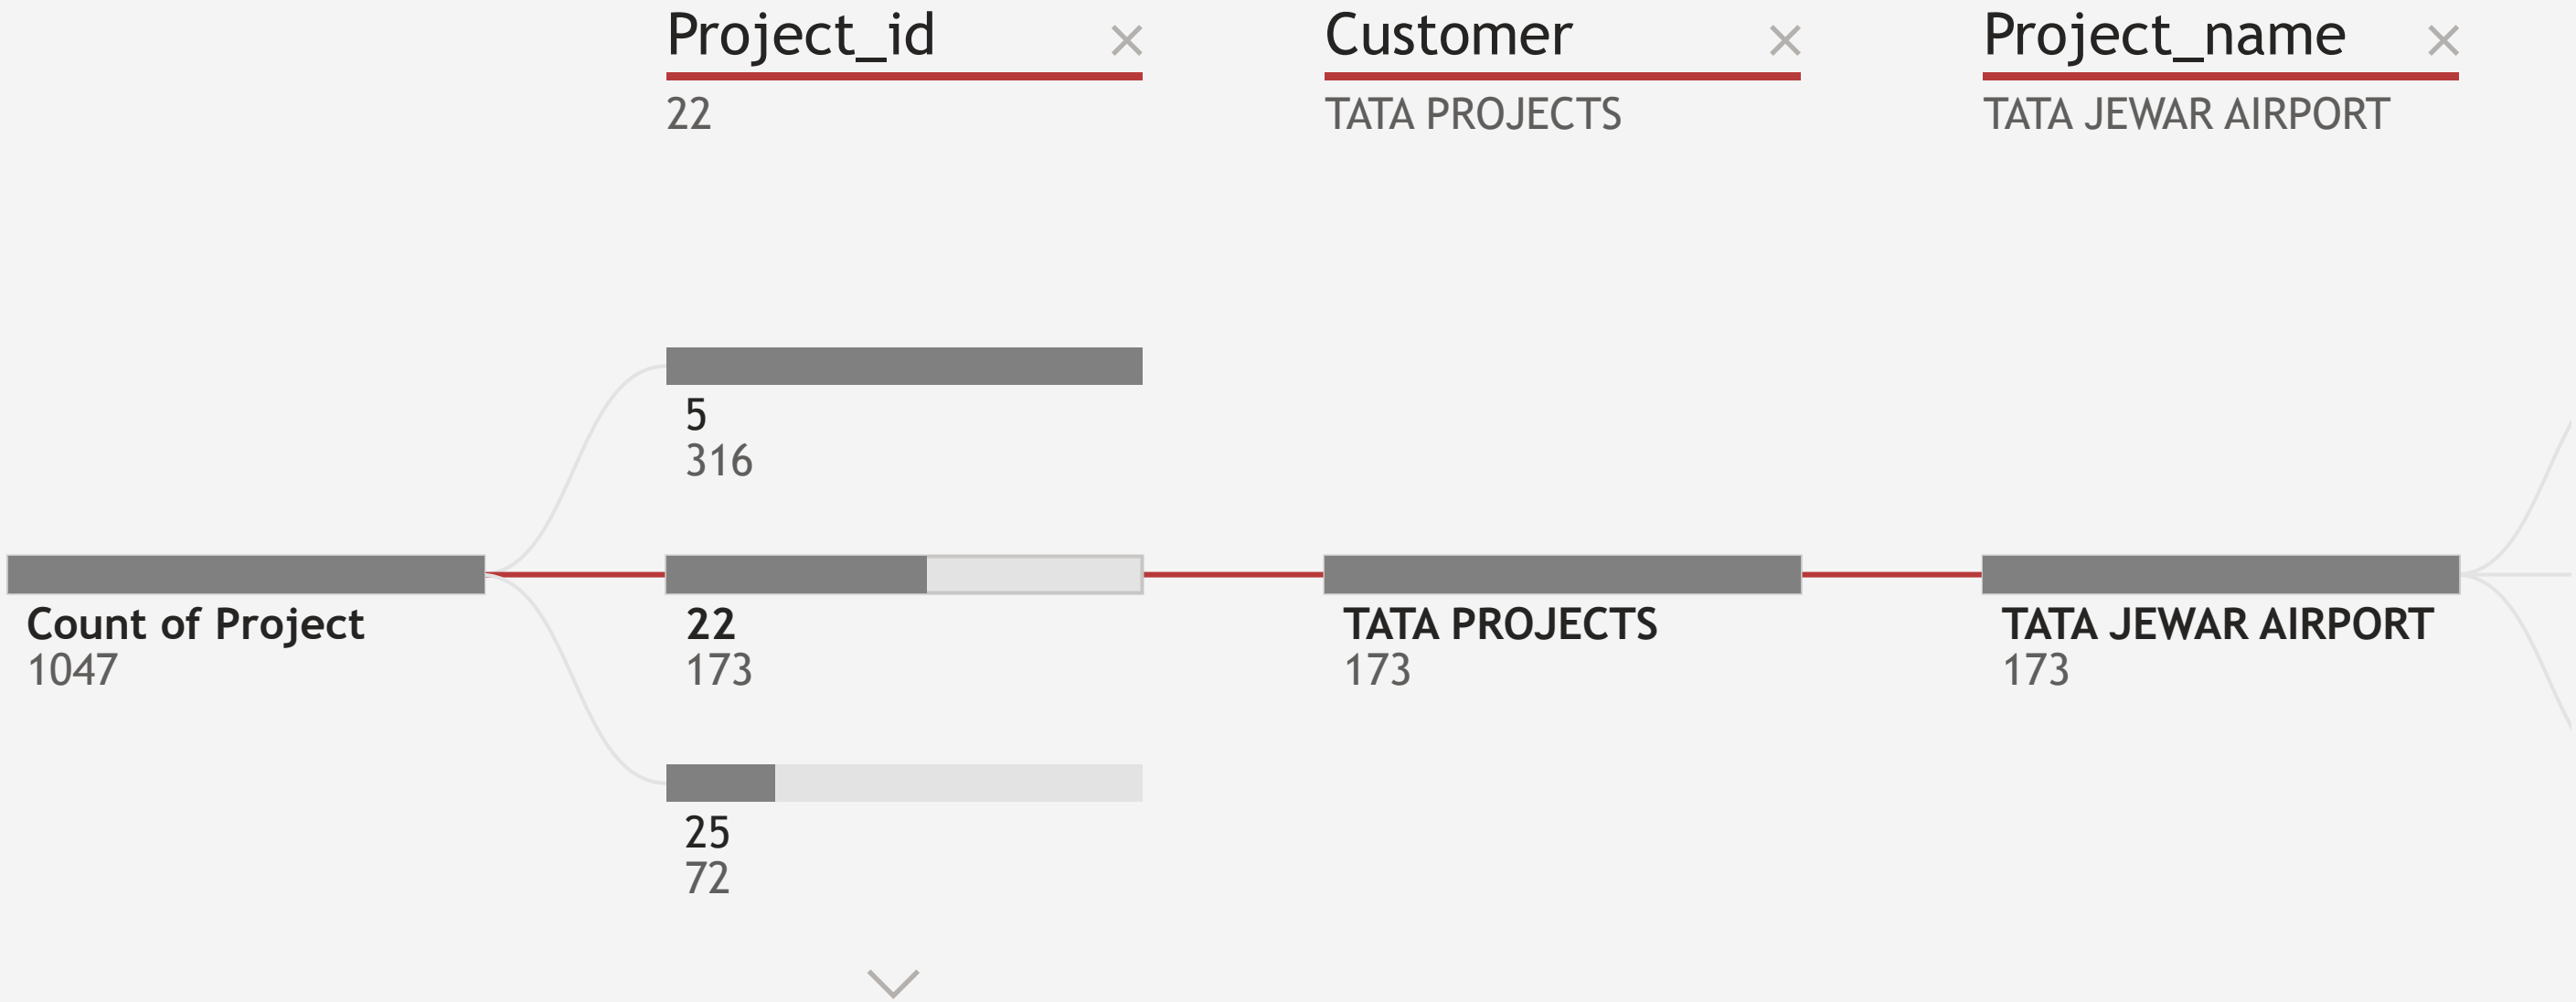 Project_id
Customer
Project_name
22
TATA PROJECTS
TATA JEWAR AIRPORT
5
316
Count of Project
1047
22
173
TATA PROJECTS
173
TATA JEWAR AIRPORT
173
25
72